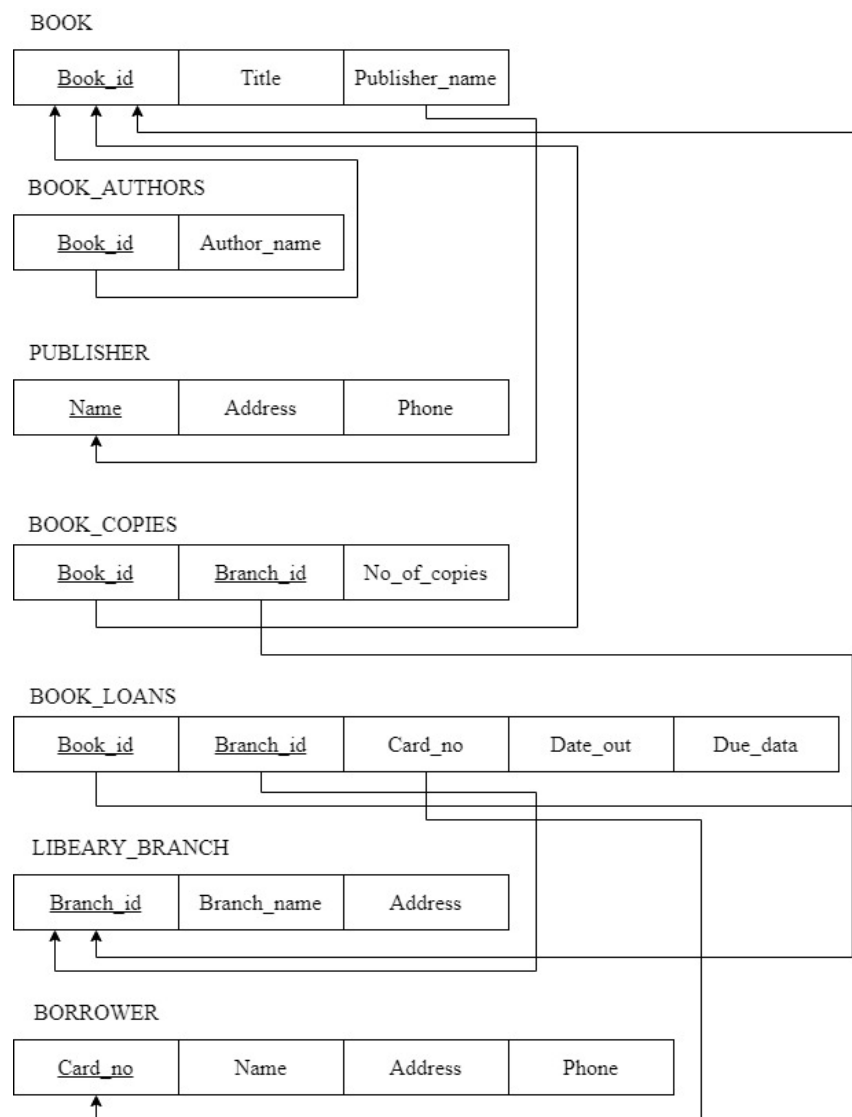 BOOK
Book_id Title Publisher_name
BOOK_AUTHORS
Book_id Author_name
PUBLISHER
Name Address Phone
BOOK_COPIES
Book_id Branch_id No_of_copies
BOOK_LOANS
Book_id Branch_id Card_no Date_out Due_data
LIBEARY_BRANCH
Branch_id Branch_name Address
BORROWER
Card_no Name Address Phone